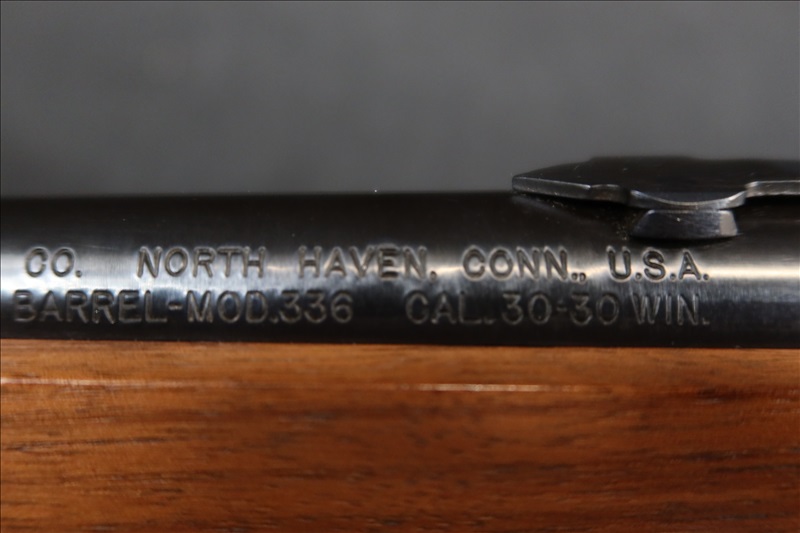 CO. NORTH HAVEN, CONN., U.S.A.
BARREL-MOD.336 CAL.30-30 WIN.